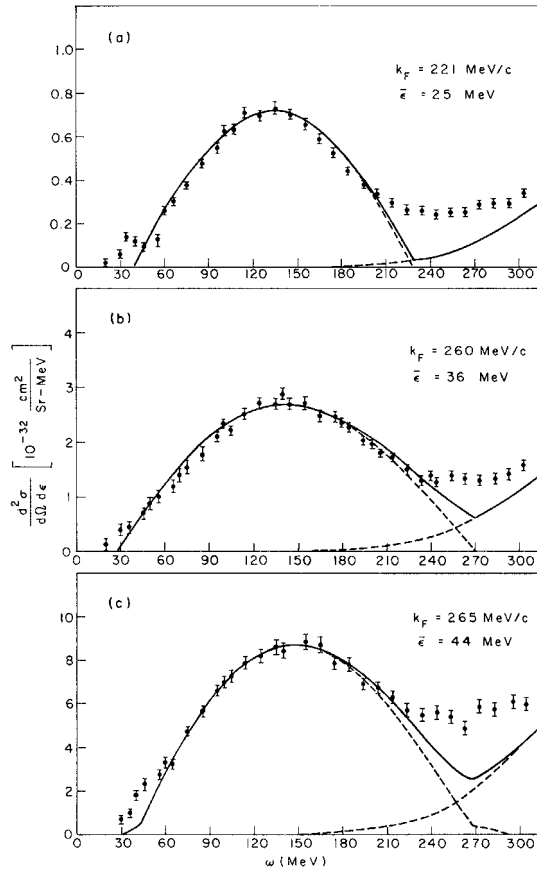 (a)
k_F = 221 MeV/c
ε̄ = 25 MeV
1.0
0.8
0.6
0.4
0.2
0
30 60 90 120 150 180 210 240 270 300
(b)
k_F = 260 MeV/c
ε̄ = 36 MeV
4
3
2
1
0
0 30 60 90 120 150 180 210 240 270 300
d²σ/dΩdε [10⁻³² cm²/Sr-MeV]
(c)
k_F = 265 MeV/c
ε̄ = 44 MeV
10
8
6
4
2
0
0 30 60 90 120 150 180 210 240 270 300
ω (MeV)